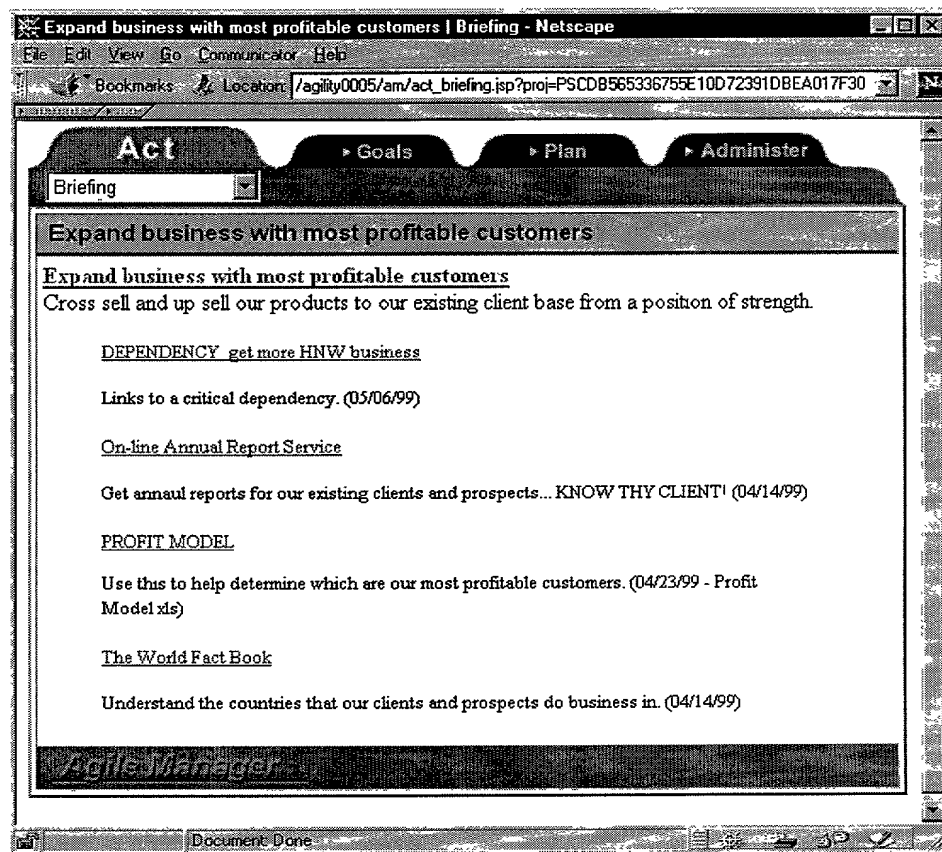 Expand business with most profitable customers | Briefing - Netscape
File Edit View Go Communicator Help
Bookmarks Location: /agility0005/am/act_briefing.jsp?proj=PSCDB565336755E10D72391DBEA017F30
Act Goals Plan Administer
Briefing
Expand business with most profitable customers
Expand business with most profitable customers
Cross sell and up sell our products to our existing client base from a position of strength.
DEPENDENCY get more HNW business
Links to a critical dependency. (05/06/99)
On-line Annual Report Service
Get annaul reports for our existing clients and prospects... KNOW THY CLIENT! (04/14/99)
PROFIT MODEL
Use this to help determine which are our most profitable customers. (04/23/99 - Profit
Model.xls)
The World Fact Book
Understand the countries that our clients and prospects do business in. (04/14/99)
Agile Manager
Document: Done